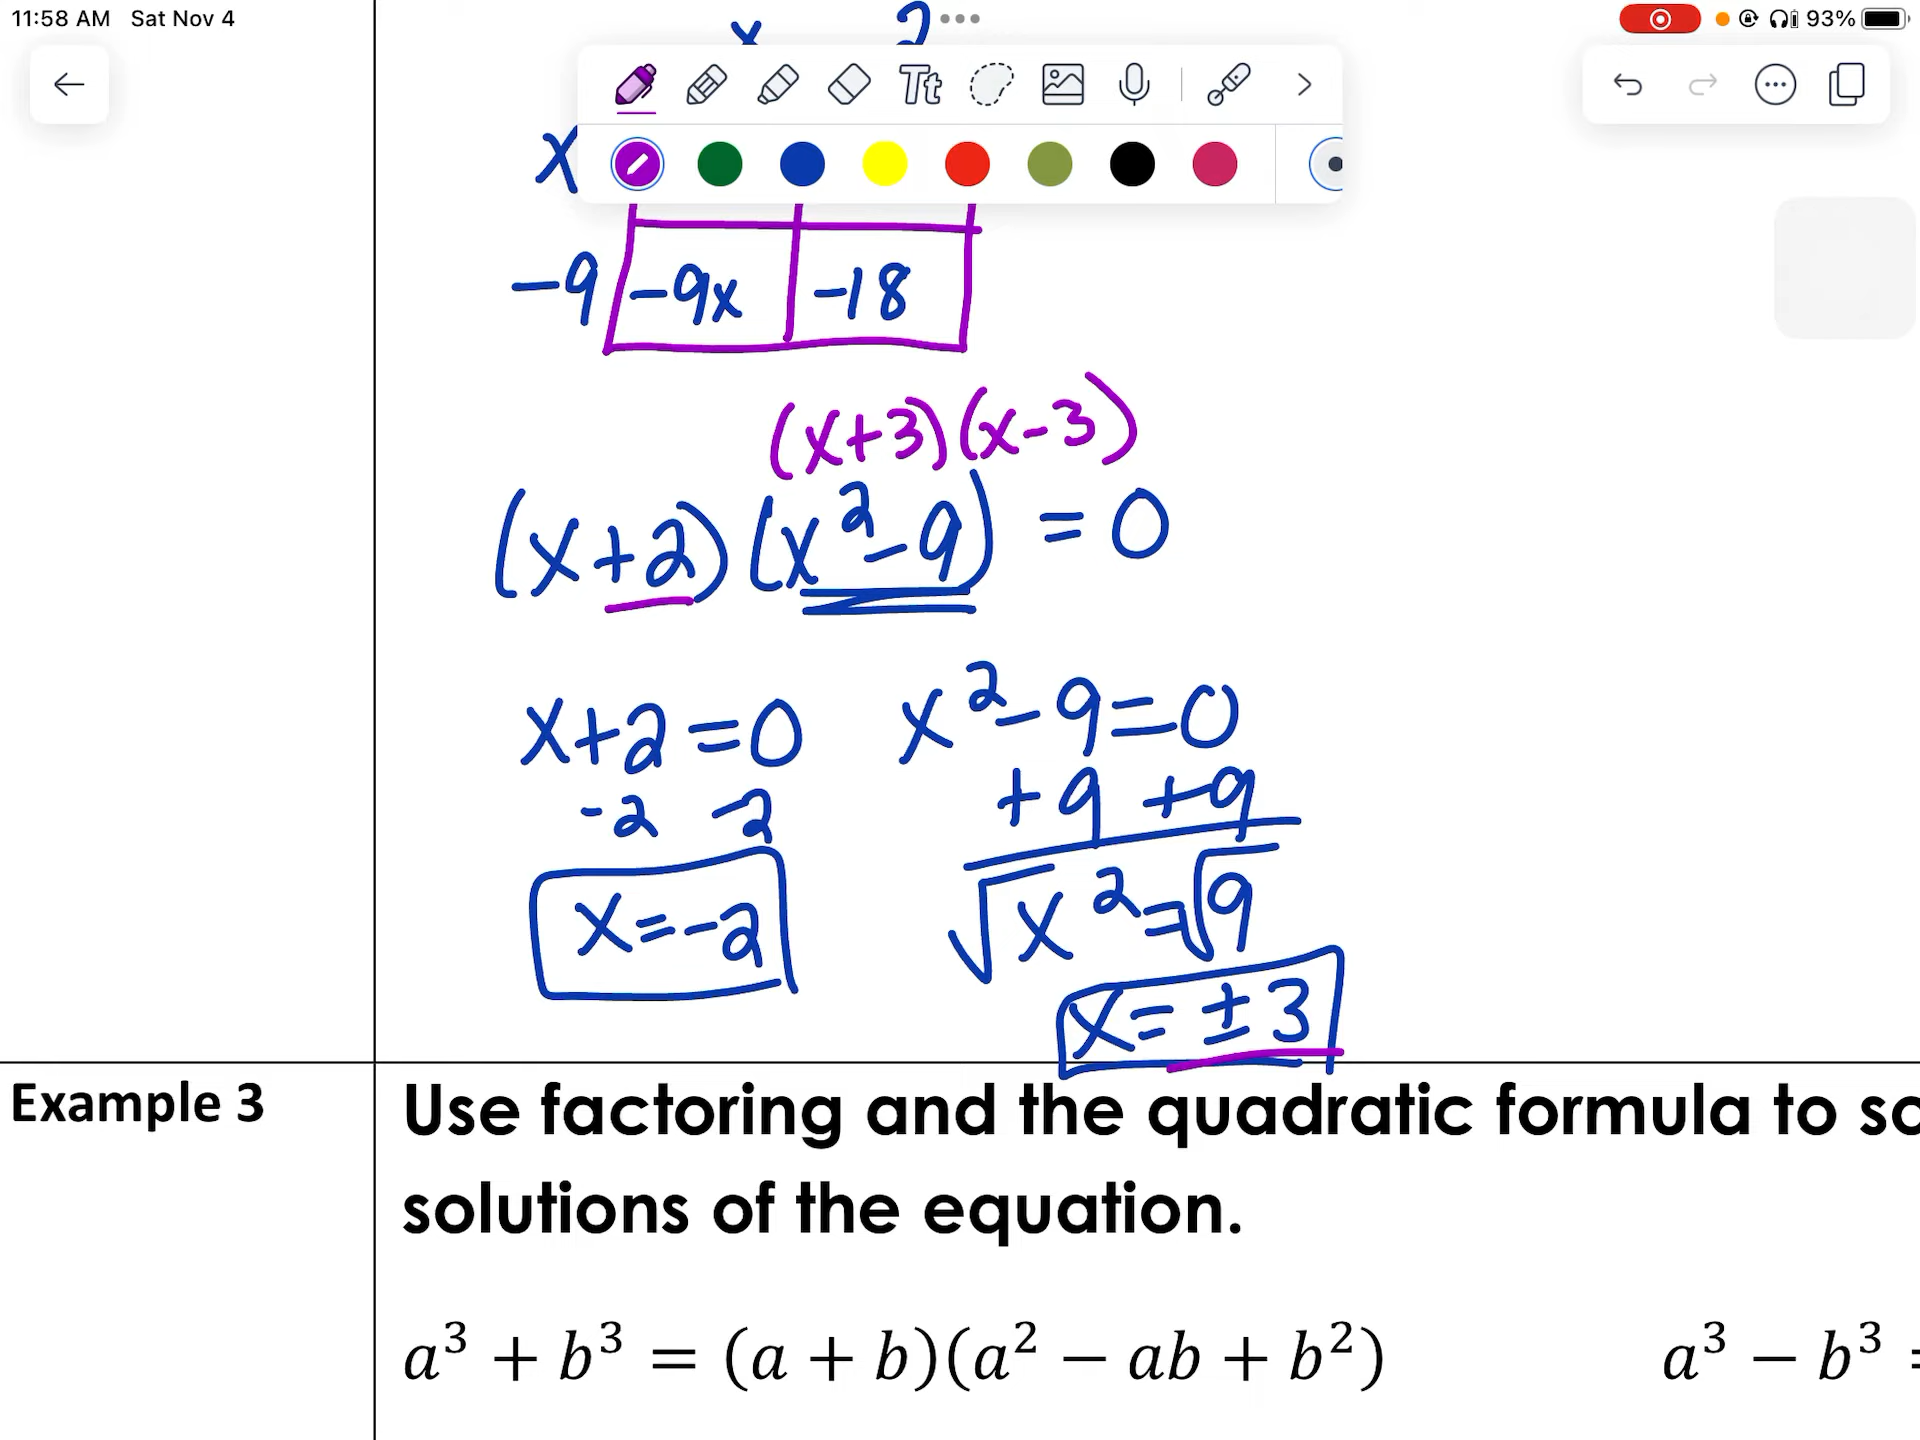 11:58 AM Sat Nov 4
93%
x 2
Tt
x
-9 -9x -18
(x+3)(x-3)
(x+2)(x²-9) = 0
x+2=0 x²-9=0
-2 -2 +9 +9
x=-2 √x²=√9
x=±3
Example 3 Use factoring and the quadratic formula to so
solutions of the equation.
a³ + b³ = (a + b)(a² − ab + b²) a³ − b³ =